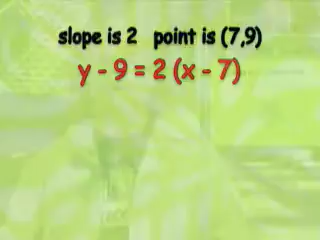 slope is 2 point is (7,9)
y - 9 = 2 (x - 7)